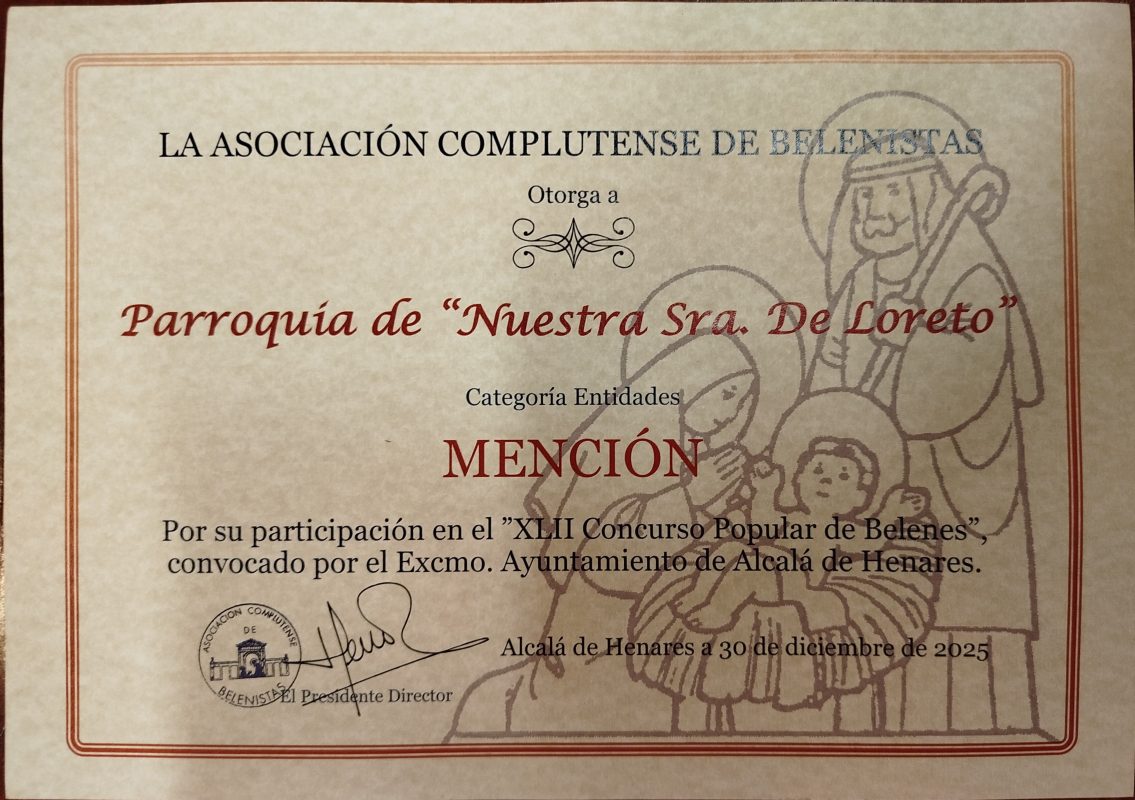 LA ASOCIACIÓN COMPLUTENSE DE BELENISTAS
Otorga a
Parroquia de “Nuestra Sra. De Loreto”
Categoría Entidades
MENCIÓN
Por su participación en el ”XLII Concurso Popular de Belenes”,
convocado por el Excmo. Ayuntamiento de Alcalá de Henares.
ASOCIACION COMPLUTENSE
DE
BELENISTAS
Alcalá de Henares a 30 de diciembre de 2025
El Presidente Director